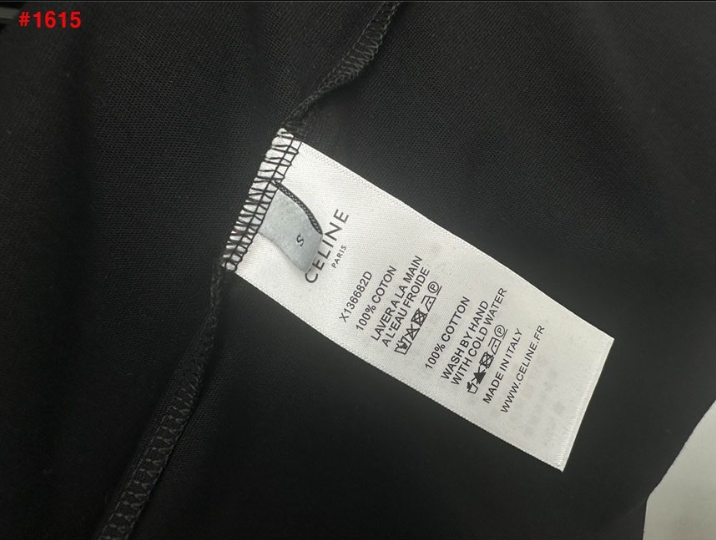 #1615
S
CELINE
PARIS
X136682D
100% COTON
LAVER A LA MAIN
A L'EAU FROIDE
100% COTTON
WASH BY HAND
WITH COLD WATER
MADE IN ITALY
WWW.CELINE.FR